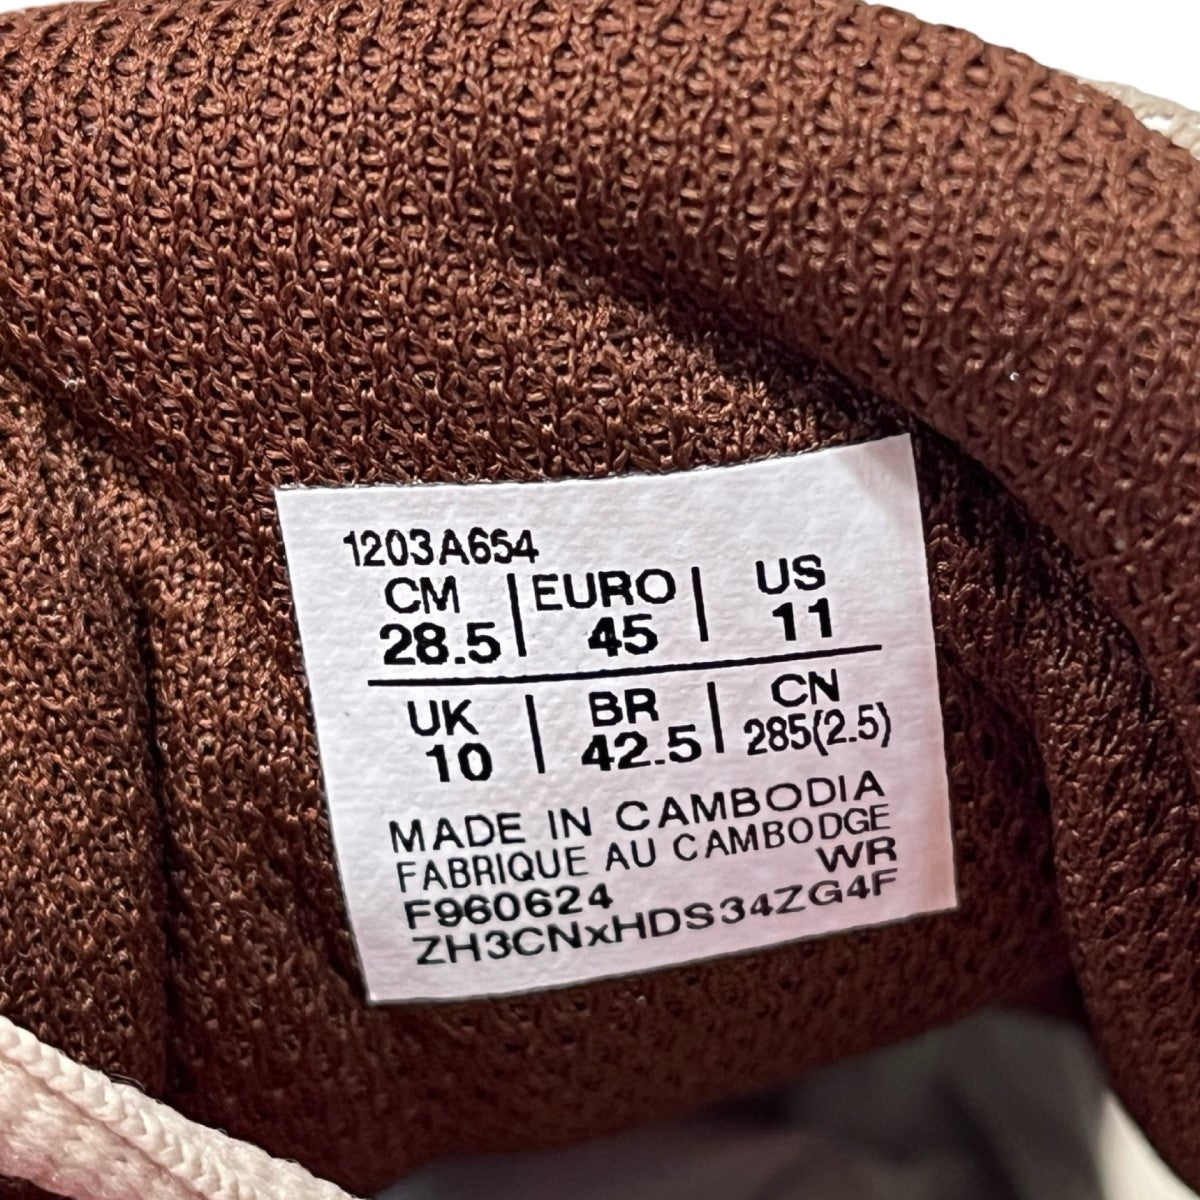 1203A654
CM | EURO | US
28.5 | 45 | 11
UK | BR | CN
10 | 42.5 | 285(2.5)
MADE IN CAMBODIA
FABRIQUE AU CAMBODGE
F960624 WR
ZH3CNxHDS34ZG4F